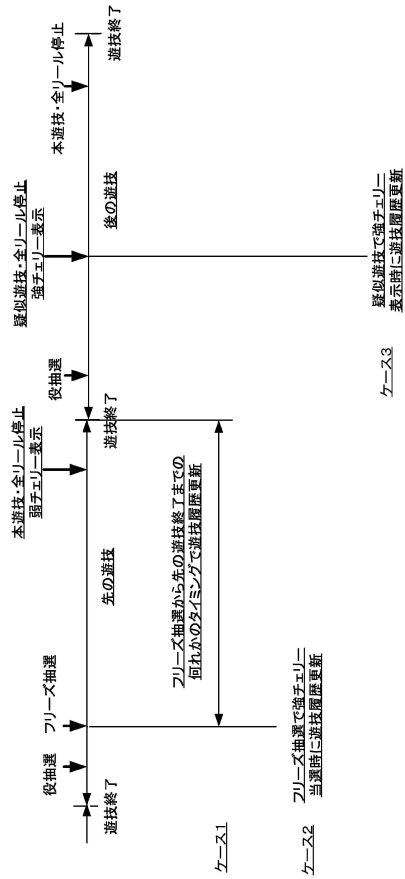 役抽選
フリーズ抽選
本遊技・全リール停止
弱チェリー表示
役抽選
疑似遊技・全リール停止
強チェリー表示
本遊技・全リール停止
遊技終了
先の遊技
遊技終了
後の遊技
遊技終了
ケース1
フリーズ抽選から先の遊技終了までの
何れかのタイミングで遊技履歴更新
ケース2
フリーズ抽選で強チェリー
当選時に遊技履歴更新
ケース3
疑似遊技で強チェリー
表示時に遊技履歴更新